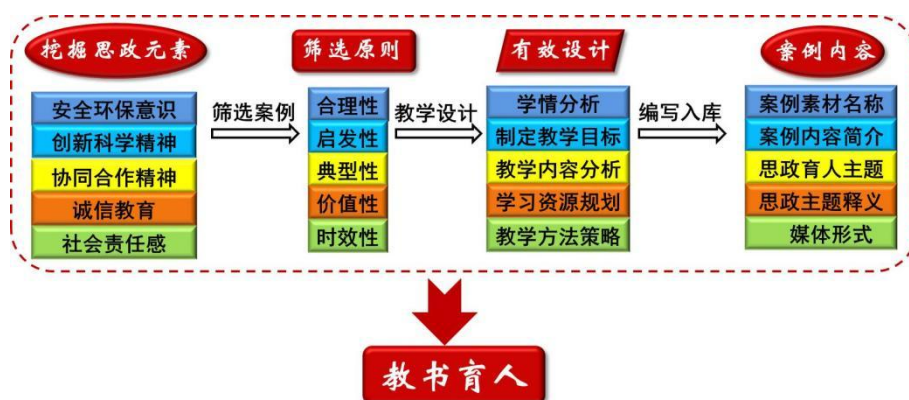 挖掘思政元素
安全环保意识
创新科学精神
协同合作精神
诚信教育
社会责任感
筛选案例
筛选原则
合理性
启发性
典型性
价值性
时效性
教学设计
有效设计
学情分析
制定教学目标
教学内容分析
学习资源规划
教学方法策略
编写入库
案例内容
案例素材名称
案例内容简介
思政育人主题
思政主题释义
媒体形式
教书育人